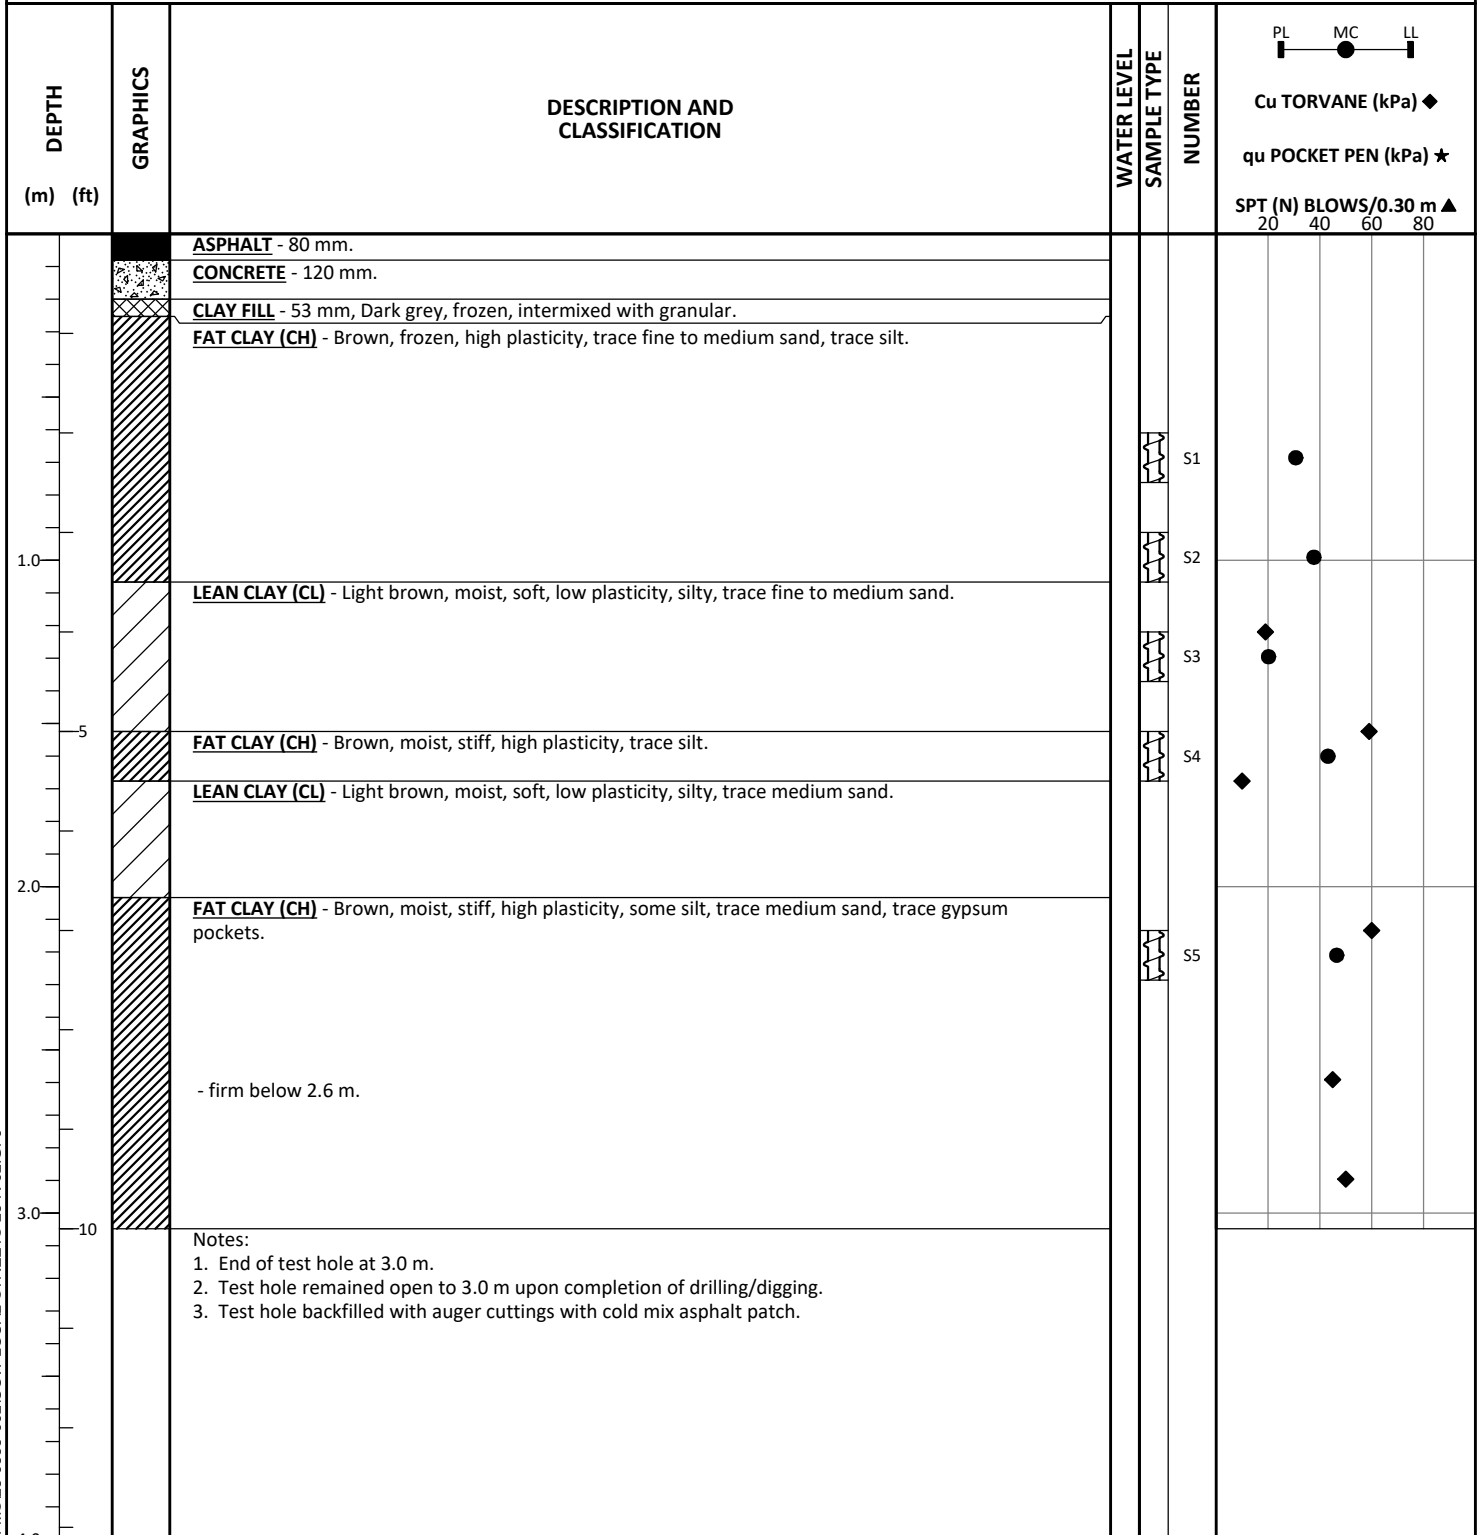 DEPTH
(m) (ft)
GRAPHICS
DESCRIPTION AND
CLASSIFICATION
WATER LEVEL
SAMPLE TYPE
NUMBER
PL MC LL
Cu TORVANE (kPa)
qu POCKET PEN (kPa)
SPT (N) BLOWS/0.30 m
20 40 60 80
ASPHALT - 80 mm.
CONCRETE - 120 mm.
CLAY FILL - 53 mm, Dark grey, frozen, intermixed with granular.
FAT CLAY (CH) - Brown, frozen, high plasticity, trace fine to medium sand, trace silt.
S1
1.0
S2
LEAN CLAY (CL) - Light brown, moist, soft, low plasticity, silty, trace fine to medium sand.
S3
5
FAT CLAY (CH) - Brown, moist, stiff, high plasticity, trace silt.
S4
LEAN CLAY (CL) - Light brown, moist, soft, low plasticity, silty, trace medium sand.
2.0
FAT CLAY (CH) - Brown, moist, stiff, high plasticity, some silt, trace medium sand, trace gypsum
pockets.
S5
- firm below 2.6 m.
3.0
10
Notes:
1. End of test hole at 3.0 m.
2. Test hole remained open to 3.0 m upon completion of drilling/digging.
3. Test hole backfilled with auger cuttings with cold mix asphalt patch.